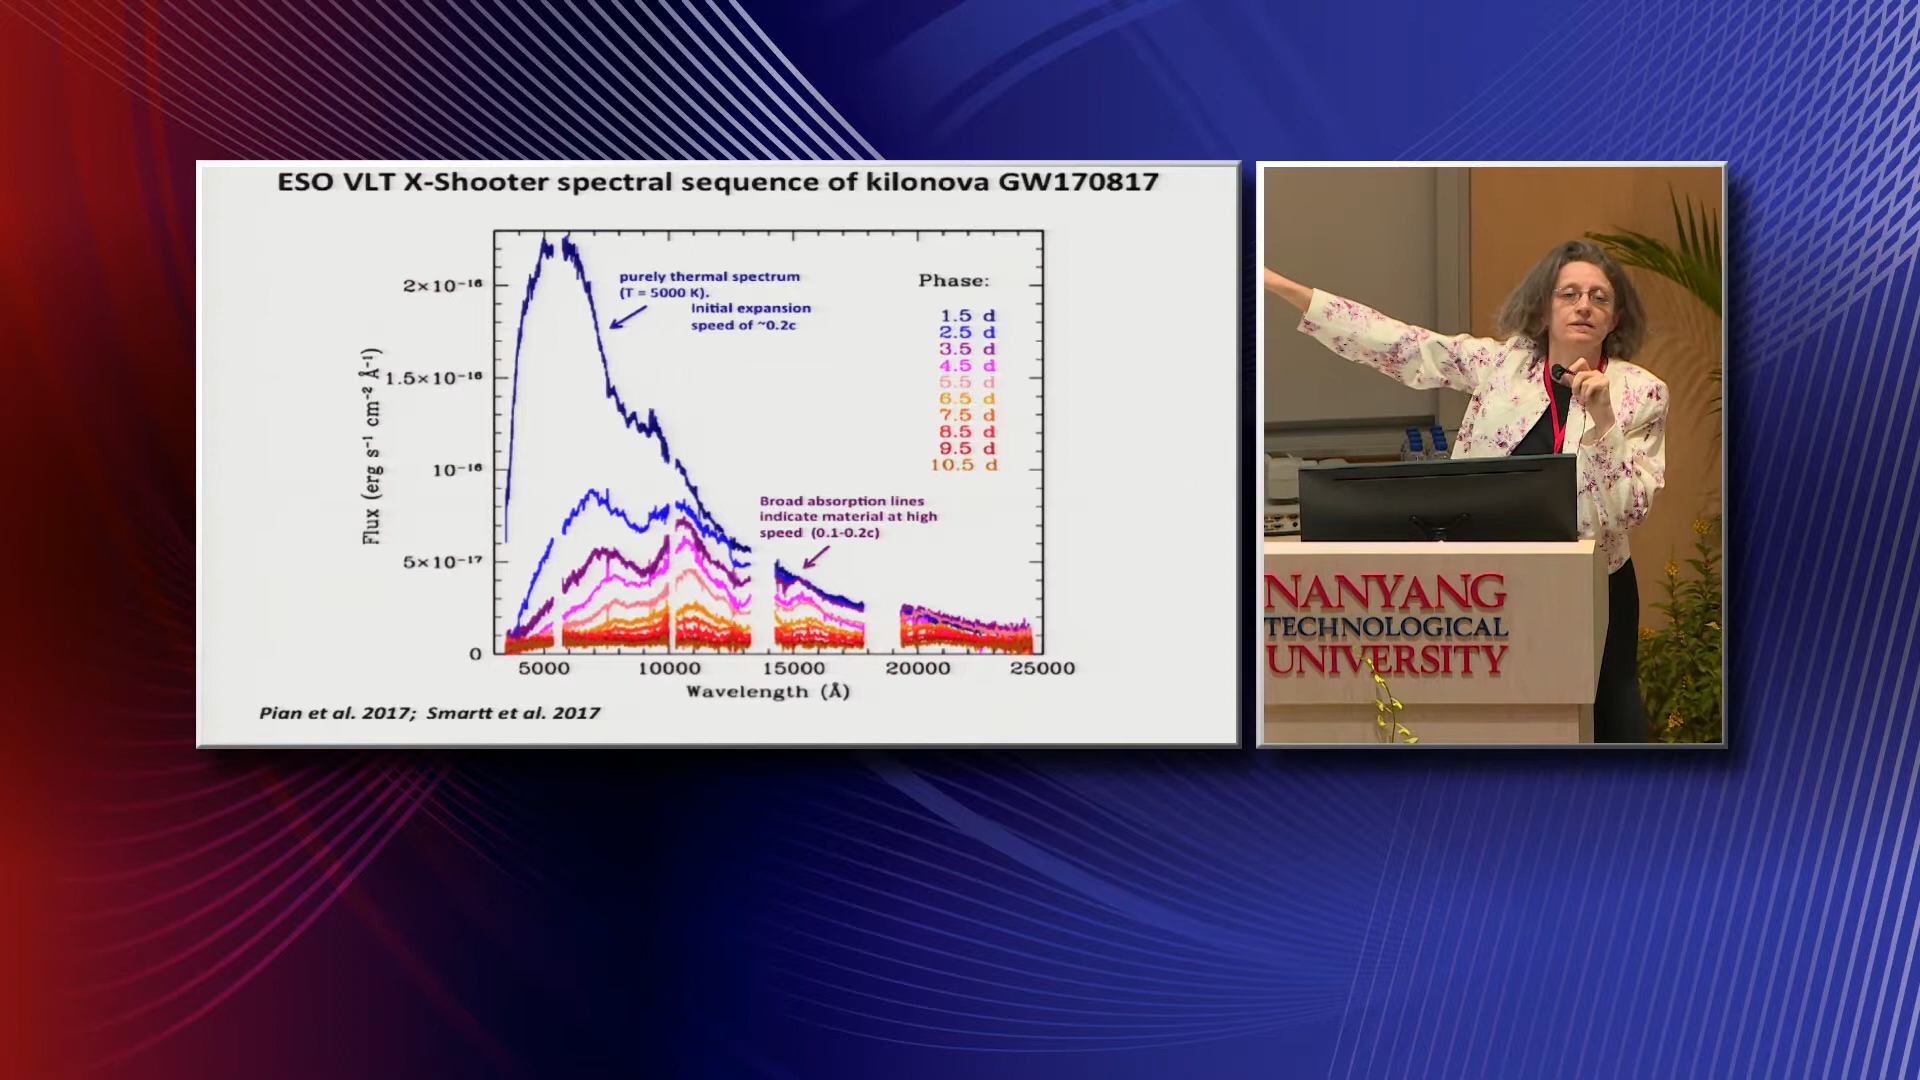 ESO VLT X-Shooter spectral sequence of kilonova GW170817
purely thermal spectrum
(T = 5000 K).
Initial expansion
speed of ~0.2c
Phase:
1.5 d
2.5 d
3.5 d
4.5 d
5.5 d
6.5 d
7.5 d
8.5 d
9.5 d
10.5 d
Broad absorption lines
indicate material at high
speed (0.1-0.2c)
Flux (erg s⁻¹ cm⁻² Å⁻¹)
2×10⁻¹⁶
1.5×10⁻¹⁶
10⁻¹⁶
5×10⁻¹⁷
0
5000 10000 15000 20000 25000
Wavelength (Å)
Pian et al. 2017; Smartt et al. 2017
NANYANG
TECHNOLOGICAL
UNIVERSITY